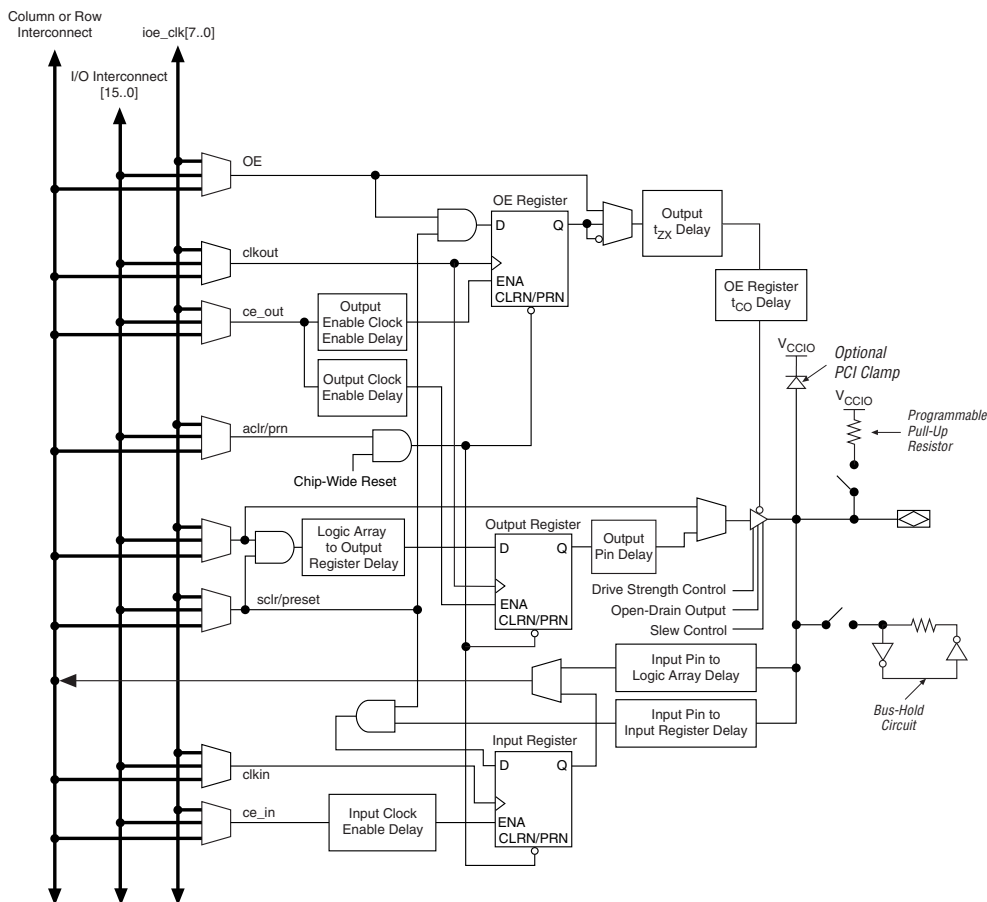 Column or Row
Interconnect
ioe_clk[7..0]
I/O Interconnect
[15..0]
OE
OE Register
D
Q
ENA
CLRN/PRN
Output
tZX Delay
clkout
OE Register
tCO Delay
ce_out
Output
Enable Clock
Enable Delay
Output Clock
Enable Delay
VCCIO
Optional
PCI Clamp
VCCIO
Programmable
Pull-Up
Resistor
aclr/prn
Chip-Wide Reset
Logic Array
to Output
Register Delay
Output Register
D
Q
ENA
CLRN/PRN
Output
Pin Delay
Drive Strength Control
Open-Drain Output
Slew Control
sclr/preset
Input Pin to
Logic Array Delay
Input Pin to
Input Register Delay
Bus-Hold
Circuit
Input Register
D
Q
ENA
CLRN/PRN
clkin
ce_in
Input Clock
Enable Delay